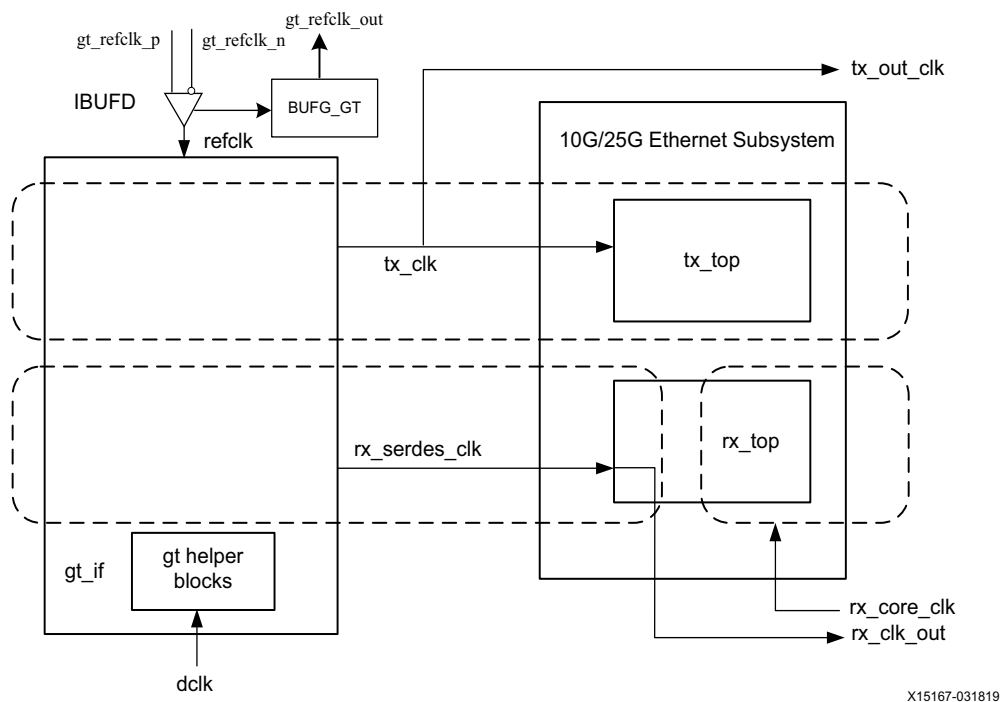 gt_refclk_out
gt_refclk_p
gt_refclk_n
IBUFD
BUFG_GT
refclk
tx_out_clk
10G/25G Ethernet Subsystem
tx_clk
tx_top
rx_serdes_clk
rx_top
gt_if
gt helper
blocks
rx_core_clk
rx_clk_out
dclk
X15167-031819